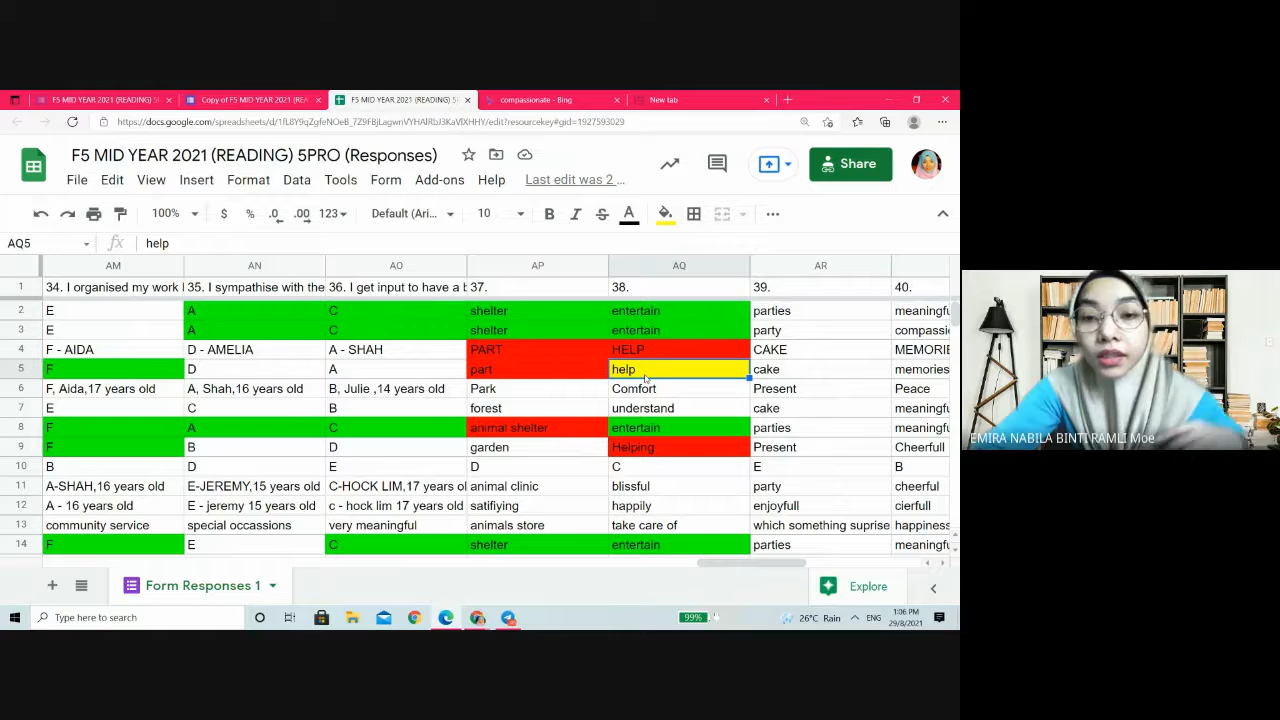 F5 MID YEAR 2021 (READING) 5P
Copy of F5 MID YEAR 2021 (REA
F5 MID YEAR 2021 (READING) 5
compassionate - Bing
New tab
F5 MID YEAR 2021 (READING) 5PRO (Responses)
Share
File Edit View Insert Format Data Tools Form Add-ons Help Last edit was 2 ...
100% $ % .0 .00 123 Default (Ari... 10 B I S A
AQ5 fx help
AM AN AO AP AQ AR
1 34. I organised my work 35. I sympathise with the 36. I get input to have a b 37. 38. 39. 40.
2 E A C shelter entertain parties meaningfu
3 E A C shelter entertain party compassi
4 F - AIDA D - AMELIA A - SHAH PART HELP CAKE MEMORIE
5 F D A part help cake memories
6 F, Aida,17 years old A, Shah,16 years old B, Julie ,14 years old Park Comfort Present Peace
7 E C B forest understand cake meaningfu
8 F A C animal shelter entertain parties meaningfu
9 F B D garden Helping Present Cheerfull
10 B D E D C E B
11 A-SHAH,16 years old E-JEREMY,15 years old C-HOCK LIM,17 years ol animal clinic blissful party cheerful
12 A - 16 years old E - jeremy 15 years old c - hock lim 17 years old satifiying happily enjoyfull cierfull
13 community service special occassions very meaningful animals store take care of which something suprise happiness
14 F E C shelter entertain parties meaningfu
Form Responses 1
Explore
Type here to search
99%
26°C Rain
ENG
1:06 PM
29/8/2021
EMIRA NABILA BINTI RAMLI Moe